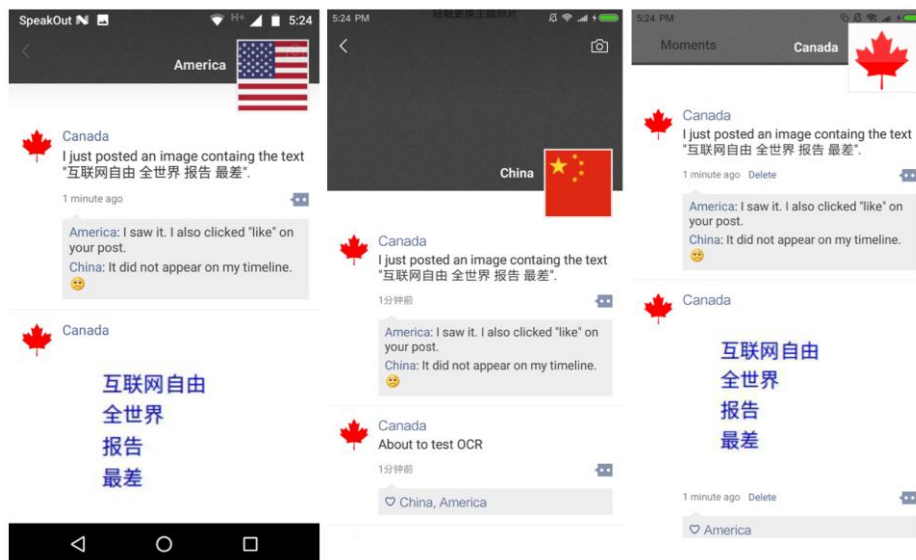 SpeakOut
H+
5:24
America
Canada
I just posted an image containg the text
"互联网自由 全世界 报告 最差".
1 minute ago
America: I saw it. I also clicked "like" on
your post.
China: It did not appear on my timeline.
Canada
互联网自由
全世界
报告
最差
5:24 PM
轻触更换主题照片
China
Canada
I just posted an image containg the text
"互联网自由 全世界 报告 最差".
1分钟前
America: I saw it. I also clicked "like" on
your post.
China: It did not appear on my timeline.
Canada
About to test OCR
1分钟前
China, America
5:24 PM
Moments
Canada
Canada
I just posted an image containg the text
"互联网自由 全世界 报告 最差".
1 minute ago Delete
America: I saw it. I also clicked "like" on
your post.
China: It did not appear on my timeline.
Canada
互联网自由
全世界
报告
最差
1 minute ago Delete
America